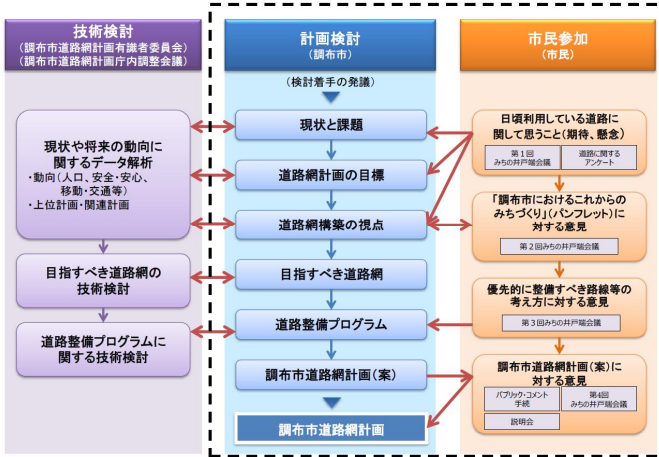 技術検討
(調布市道路網計画有識者委員会)
(調布市道路網計画庁内調整会議)
現状や将来の動向に
関するデータ解析
・動向(人口、安全・安心、
移動・交通等)
・上位計画・関連計画
目指すべき道路網の
技術検討
道路整備プログラムに
関する技術検討
計画検討
(調布市)
(検討着手の発議)
現状と課題
道路網計画の目標
道路網構築の視点
目指すべき道路網
道路整備プログラム
調布市道路網計画(案)
調布市道路網計画
市民参加
(市民)
日頃利用している道路に
関して思うこと(期待、懸念)
第1回
みちの井戸端会議
道路に関する
アンケート
「調布市におけるこれからの
みちづくり」(パンフレット)に
対する意見
第2回みちの井戸端会議
優先的に整備すべき路線等の
考え方に対する意見
第3回みちの井戸端会議
調布市道路網計画(案)に
対する意見
パブリック・コメント
手続
第4回
みちの井戸端会議
説明会